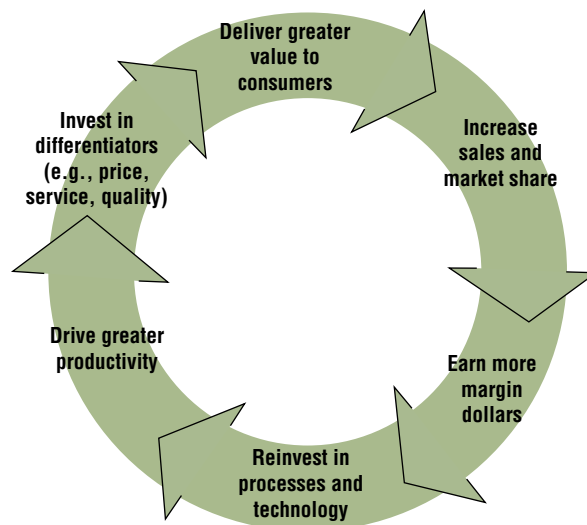 Deliver greater
value to
consumers
Increase
sales and
market share
Earn more
margin
dollars
Reinvest in
processes and
technology
Drive greater
productivity
Invest in
differentiators
(e.g., price,
service, quality)